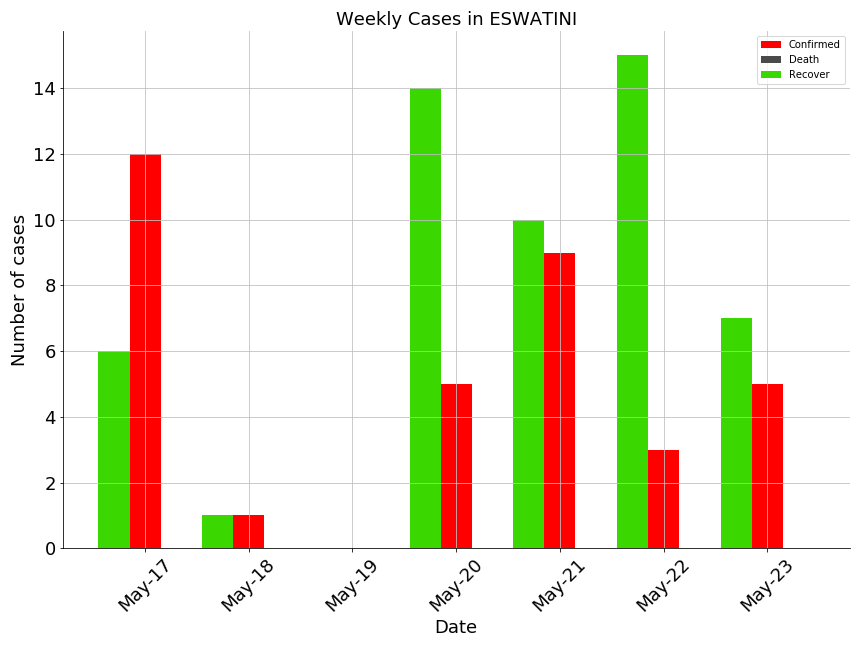 Weekly Cases in ESWATINI
Confirmed
Death
Recover
Number of cases
14
12
10
8
6
4
2
0
May-17
May-18
May-19
May-20
May-21
May-22
May-23
Date